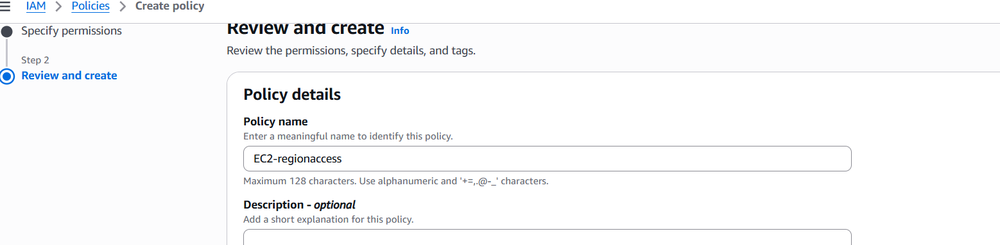 IAM > Policies > Create policy
Specify permissions
Step 2
Review and create
Review and create Info
Review the permissions, specify details, and tags.
Policy details
Policy name
Enter a meaningful name to identify this policy.
EC2-regionaccess
Maximum 128 characters. Use alphanumeric and '+=,.@-_' characters.
Description - optional
Add a short explanation for this policy.